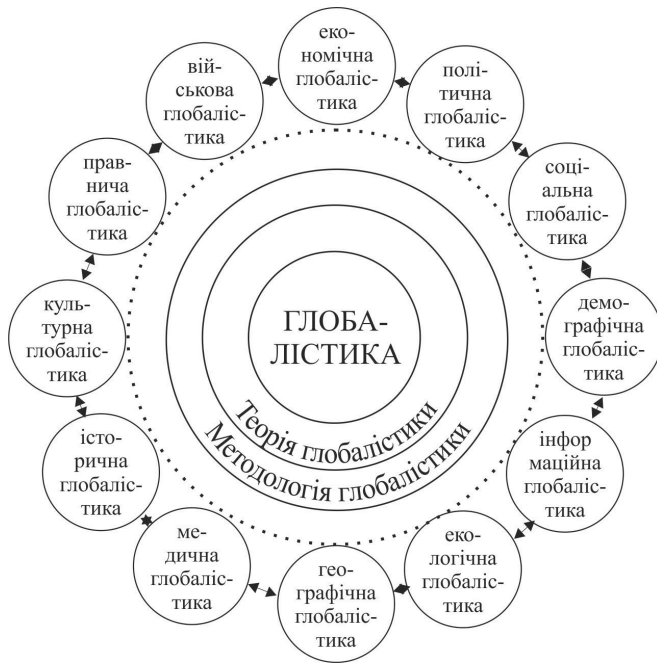 еко-
номічна
глобаліс-
тика
полі-
тична
глобаліс-
тика
соці-
альна
глобаліс-
тика
демо-
графічна
глобаліс-
тика
інфор
маційна
глобаліс-
тика
еко-
логічна
глобаліс-
тика
гео-
графічна
глобаліс-
тика
ме-
дична
глобаліс-
тика
істо-
рична
глобаліс-
тика
куль-
турна
глобаліс-
тика
прав-
нича
глобаліс-
тика
вій-
ськова
глобаліс-
тика
ГЛОБА-
ЛІСТИКА
Теорія глобалістики
Методологія глобалістики